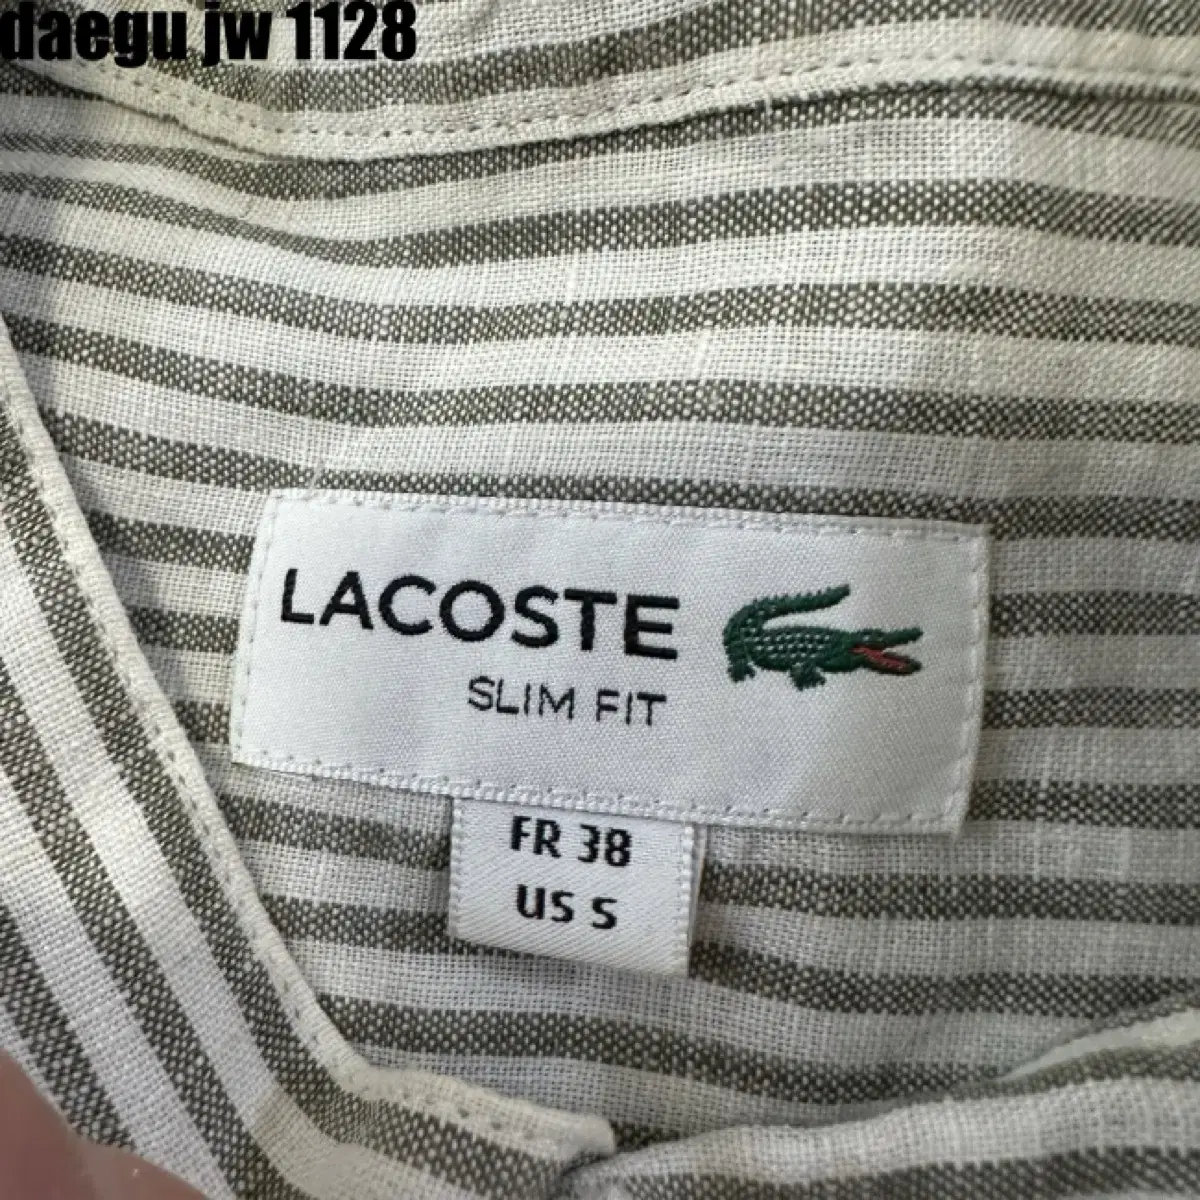 daegu jw 1128
LACOSTE
SLIM FIT
FR 38
US S